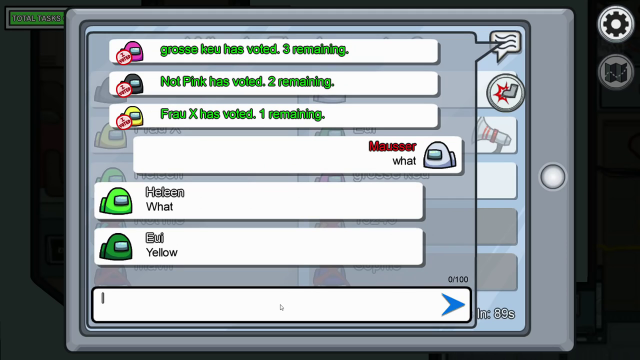 TOTAL TASKS
grosse keu has voted. 3 remaining.
Not Pink has voted. 2 remaining.
Frau X has voted. 1 remaining.
Mausser
what
Heleen
What
Eui
Yellow
0/100
In: 89s